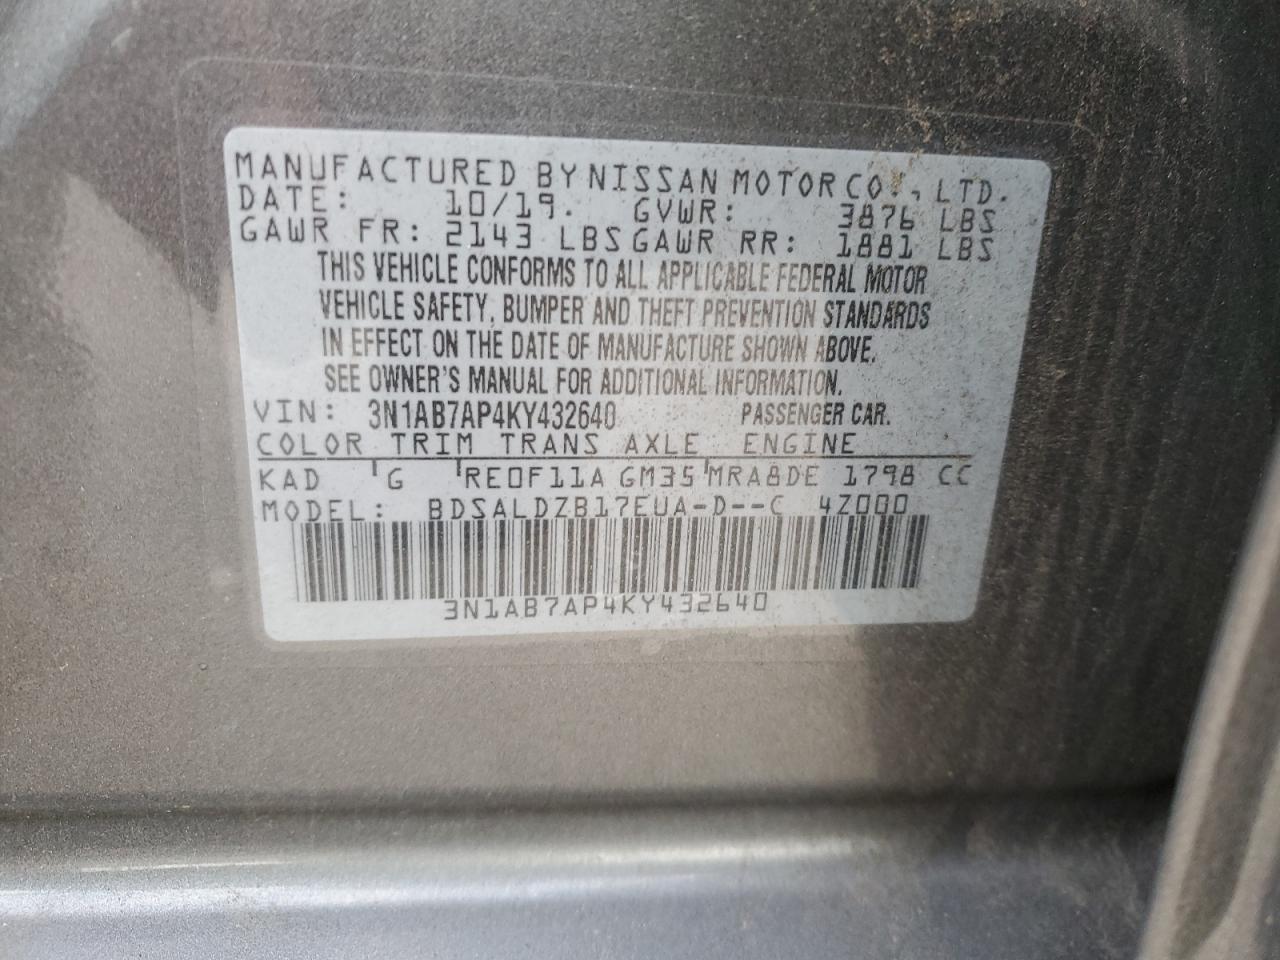 MANUFACTURED BY NISSAN MOTOR CO., LTD.
DATE: 10/19. GVWR: 3876 LBS
GAWR FR: 2143 LBS GAWR RR: 1881 LBS
THIS VEHICLE CONFORMS TO ALL APPLICABLE FEDERAL MOTOR
VEHICLE SAFETY, BUMPER AND THEFT PREVENTION STANDARDS
IN EFFECT ON THE DATE OF MANUFACTURE SHOWN ABOVE.
SEE OWNER'S MANUAL FOR ADDITIONAL INFORMATION.
VIN: 3N1AB7AP4KY432640 PASSENGER CAR.
COLOR TRIM TRANS AXLE ENGINE
KAD G RE0F11A GM35 MRA8DE 1798 CC
MODEL: BDSALDZB17EUA-D--C 4Z000
3N1AB7AP4KY432640